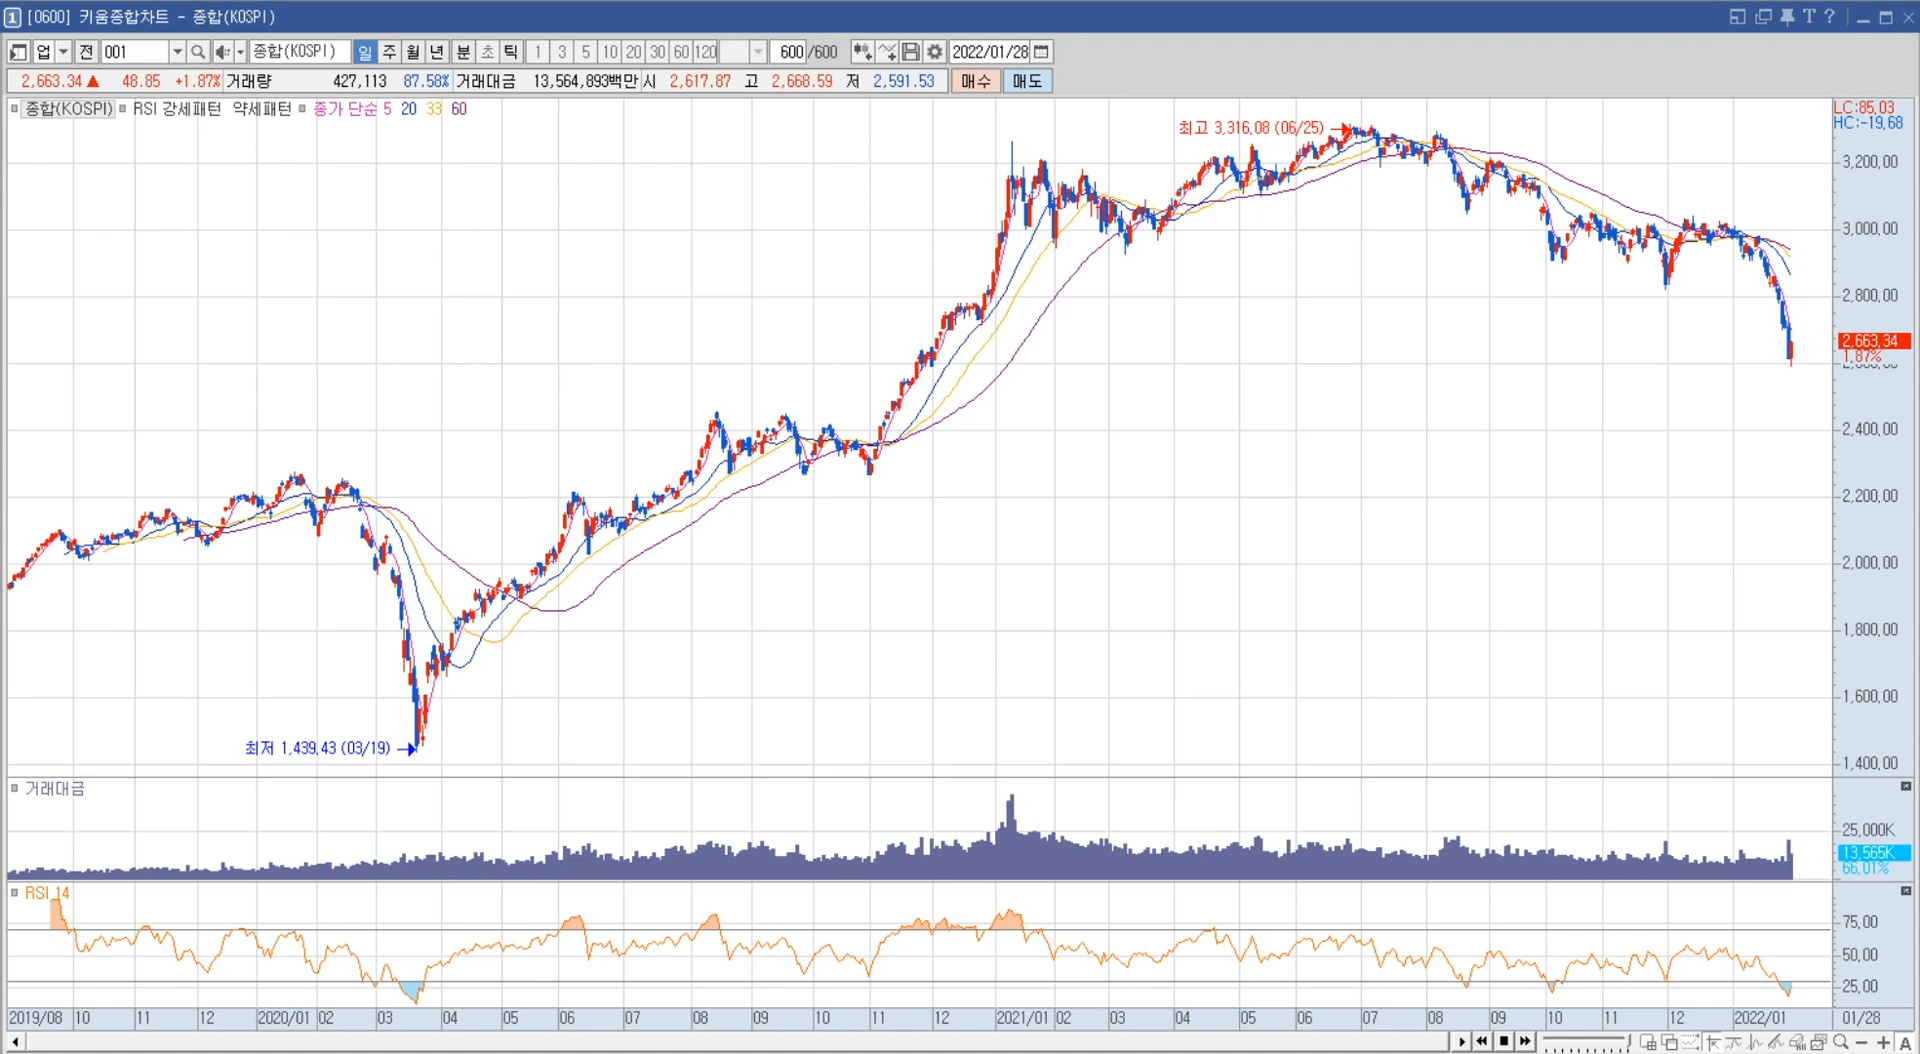 1 [0600] 키움종합차트 - 종합(KOSPI) T ?
업 전 001 종합(KOSPI) 일 주 월 년 분 초 틱 1 3 5 10 20 30 60 120 600 /600 2022/01/28
2,663.34 ▲ 48.85 +1.87% 거래량 427,113 87.58% 거래대금 13,564,893백만 시 2,617.87 고 2,668.59 저 2,591.53 매수 매도
종합(KOSPI) RSI 강세패턴 약세패턴 종가 단순 5 20 33 60
LC:85.03
HC:-19.68
최고 3,316.08 (06/25)
3,200.00
3,000.00
2,800.00
2,663.34
1.87%
2,400.00
2,200.00
2,000.00
1,800.00
1,600.00
최저 1,439.43 (03/19)
1,400.00
거래대금
25,000K
13,565K
66.01%
RSI 14
75.00
50.00
25.00
2019/08 10 11 12 2020/01 02 03 04 05 06 07 08 09 10 11 12 2021/01 02 03 04 05 06 07 08 09 10 11 12 2022/01 01/28
A